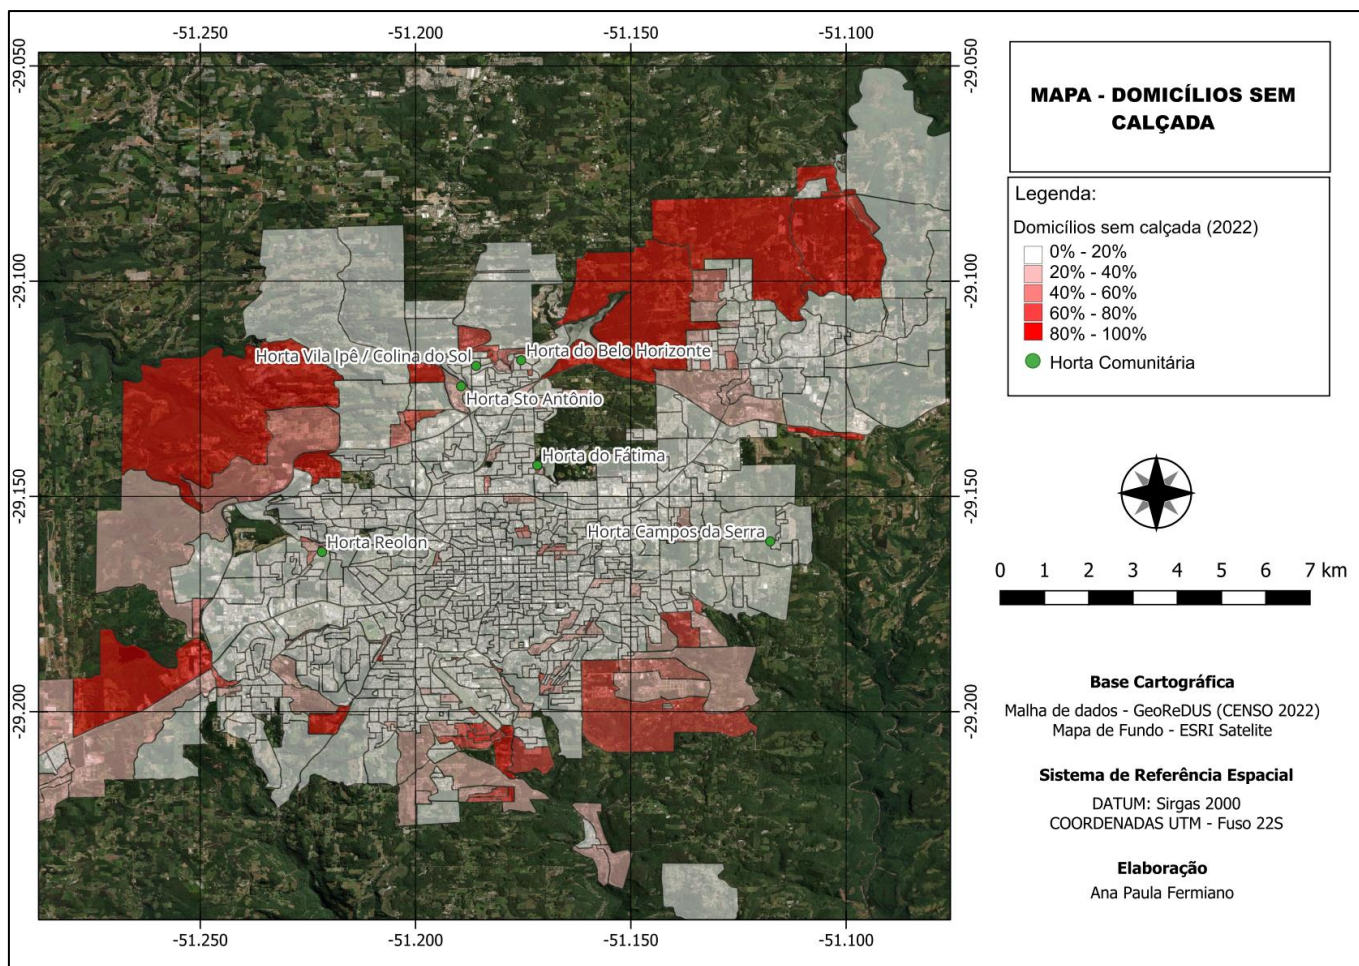 -51.250
-51.200
-51.150
-51.100
-29.050
-29.050
-29.100
-29.100
-29.150
-29.150
-29.200
-29.200
Horta Vila Ipê / Colina do Sol
Horta do Belo Horizonte
Horta Sto Antônio
Horta do Fátima
Horta Campos da Serra
Horta Reolon
-51.250
-51.200
-51.150
-51.100
MAPA - DOMICÍLIOS SEM
CALÇADA
Legenda:
Domicílios sem calçada (2022)
0% - 20%
20% - 40%
40% - 60%
60% - 80%
80% - 100%
Horta Comunitária
0 1 2 3 4 5 6 7 km
Base Cartográfica
Malha de dados - GeoReDUS (CENSO 2022)
Mapa de Fundo - ESRI Satelite
Sistema de Referência Espacial
DATUM: Sirgas 2000
COORDENADAS UTM - Fuso 22S
Elaboração
Ana Paula Fermiano